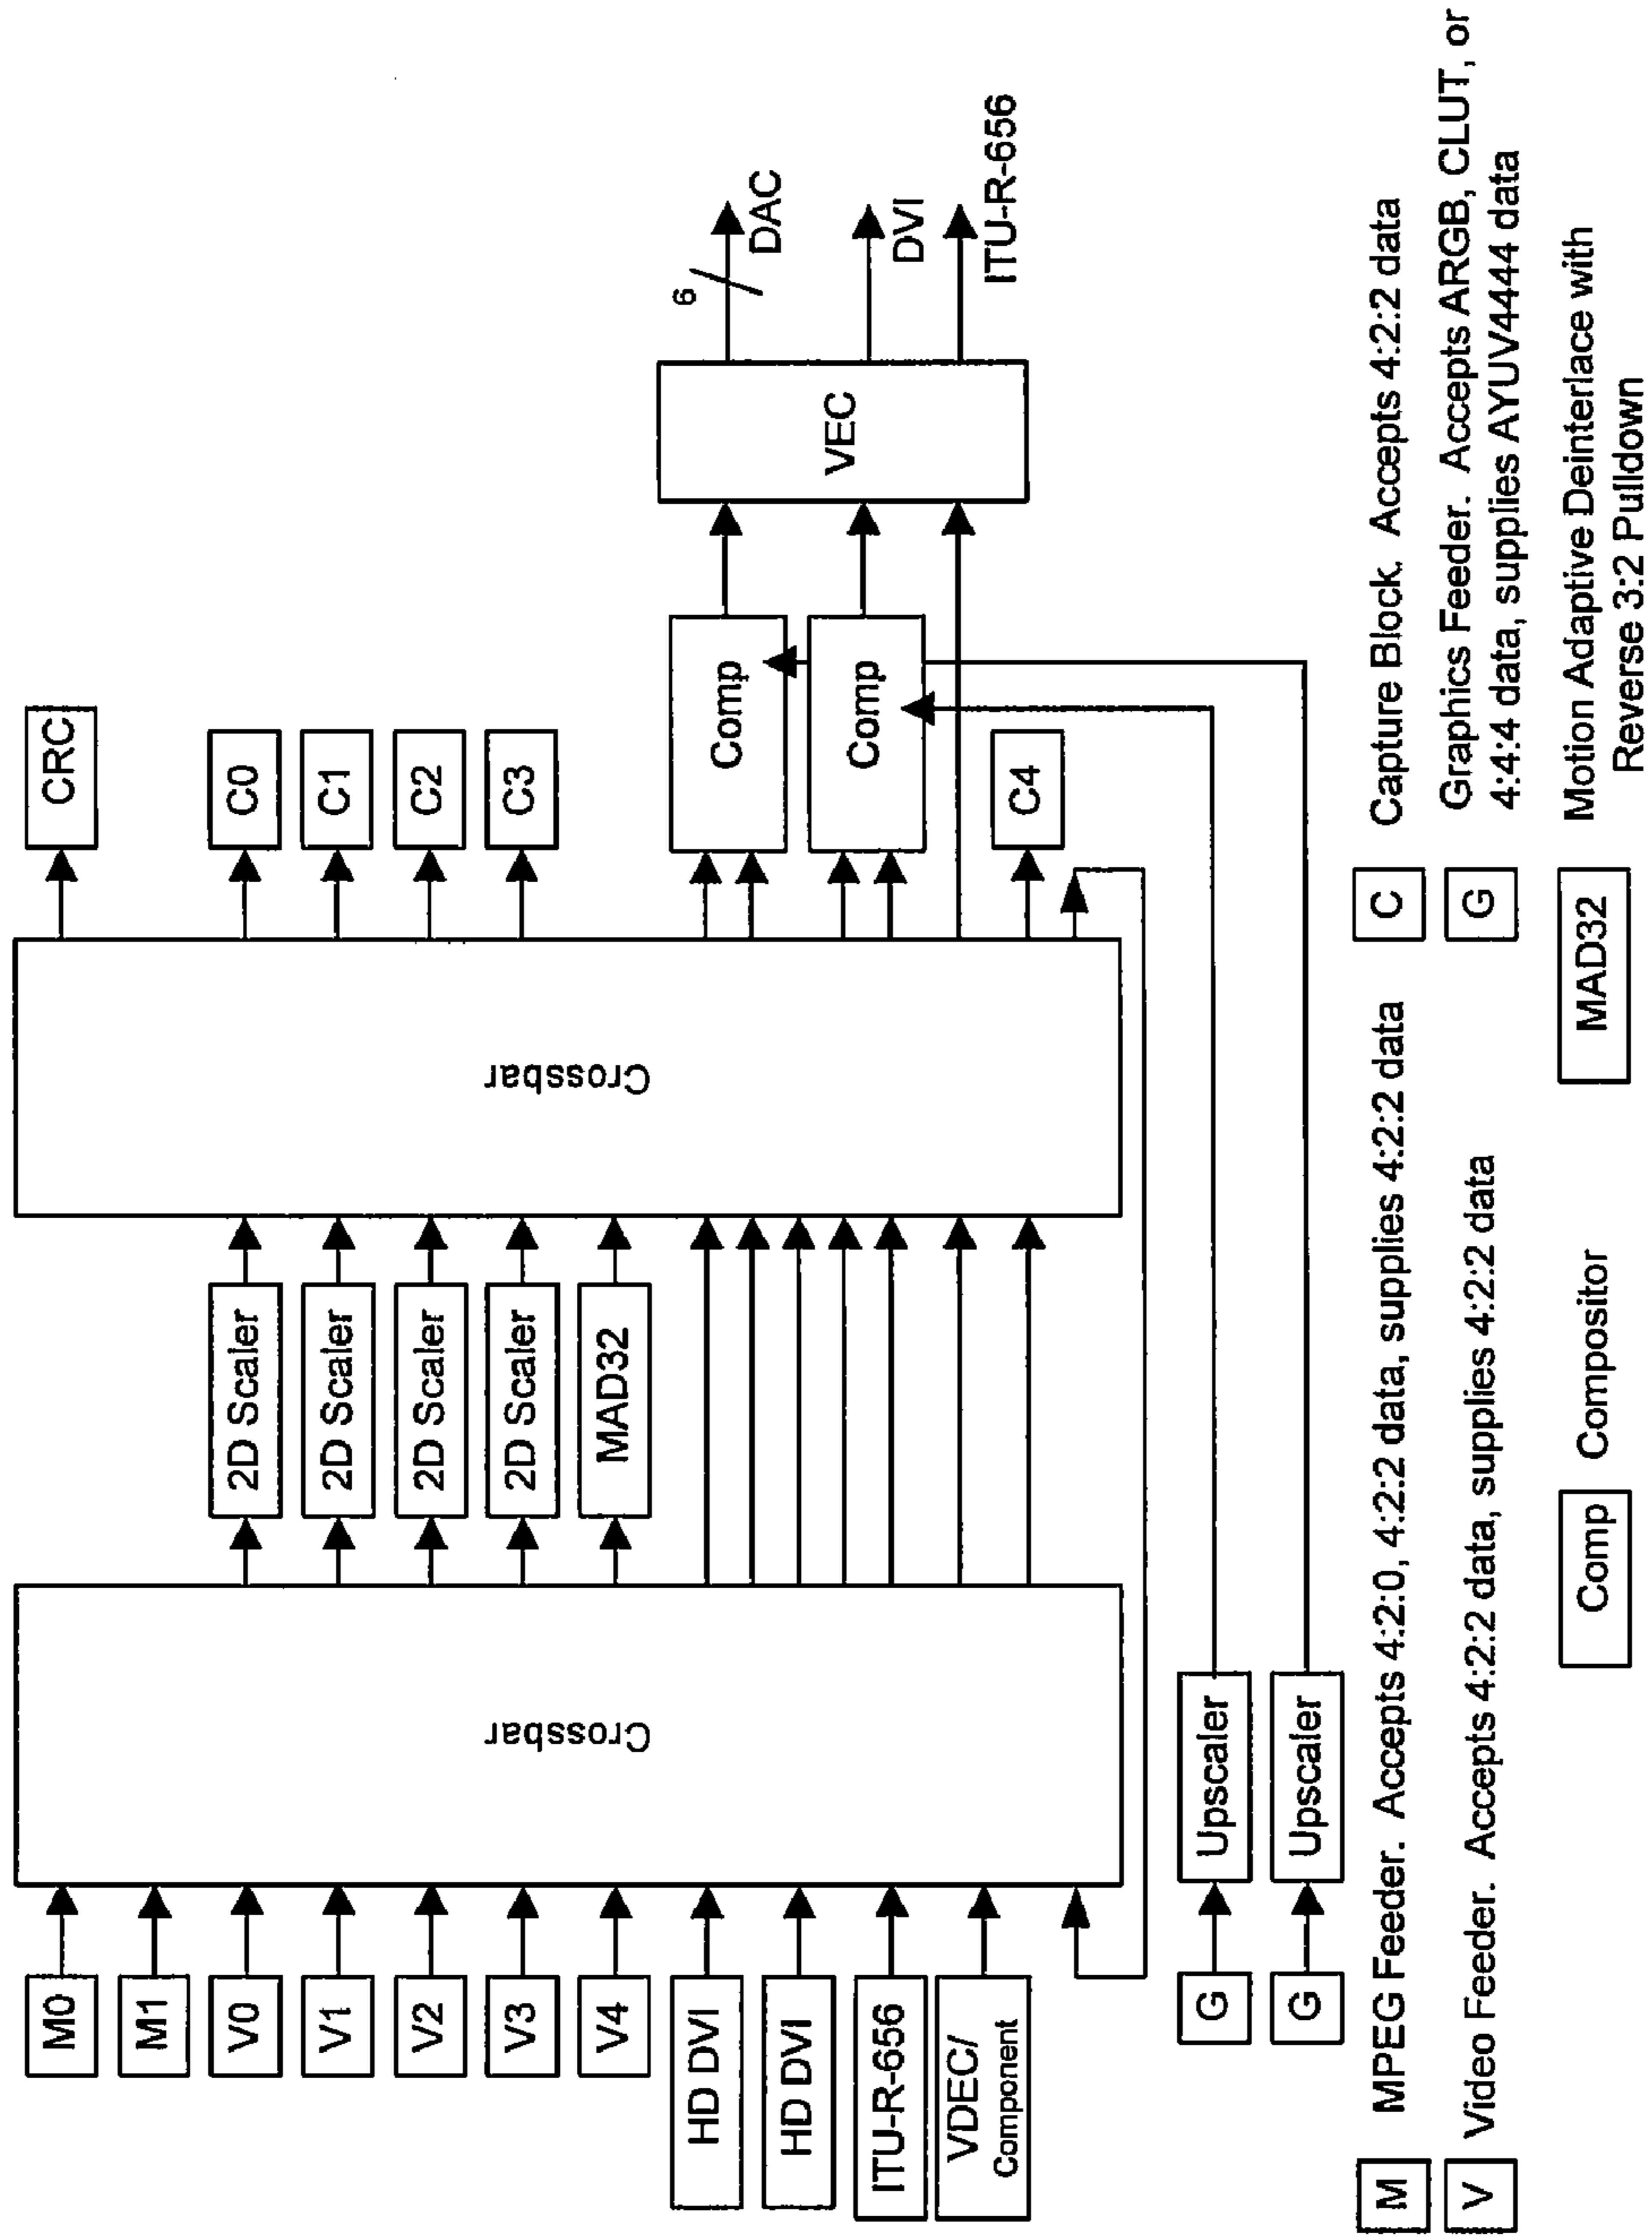 M0
M1
V0
V1
V2
V3
V4
HD DVI
HD DVI
ITU-R-656
VDEC/
Component
G
G
Crossbar
Upscaler
Upscaler
2D Scaler
2D Scaler
2D Scaler
2D Scaler
MAD32
Crossbar
CRC
C0
C1
C2
C3
Comp
Comp
C4
VEC
6
DAC
DVI
ITU-R-656
M MPEG Feeder. Accepts 4:2:0, 4:2:2 data, supplies 4:2:2 data
V Video Feeder. Accepts 4:2:2 data, supplies 4:2:2 data
Comp Compositor
C Capture Block. Accepts 4:2:2 data
G Graphics Feeder. Accepts ARGB, CLUT, or
4:4:4 data, supplies AYUV4444 data
MAD32 Motion Adaptive Deinterlace with
Reverse 3:2 Pulldown